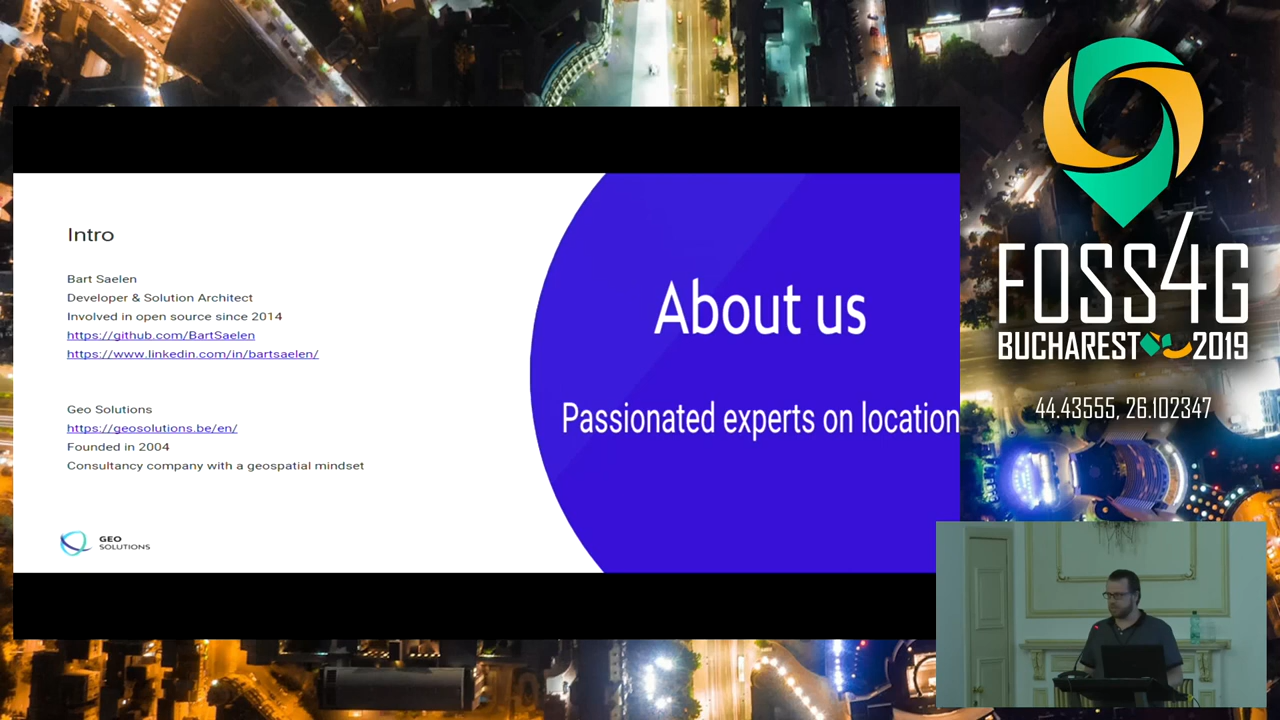 Intro
Bart Saelen
Developer & Solution Architect
Involved in open source since 2014
https://github.com/BartSaelen
https://www.linkedin.com/in/bartsaelen/
Geo Solutions
https://geosolutions.be/en/
Founded in 2004
Consultancy company with a geospatial mindset
GEO
SOLUTIONS
About us
Passionated experts on location
FOSS4G
BUCHAREST 2019
44.43555, 26.102347